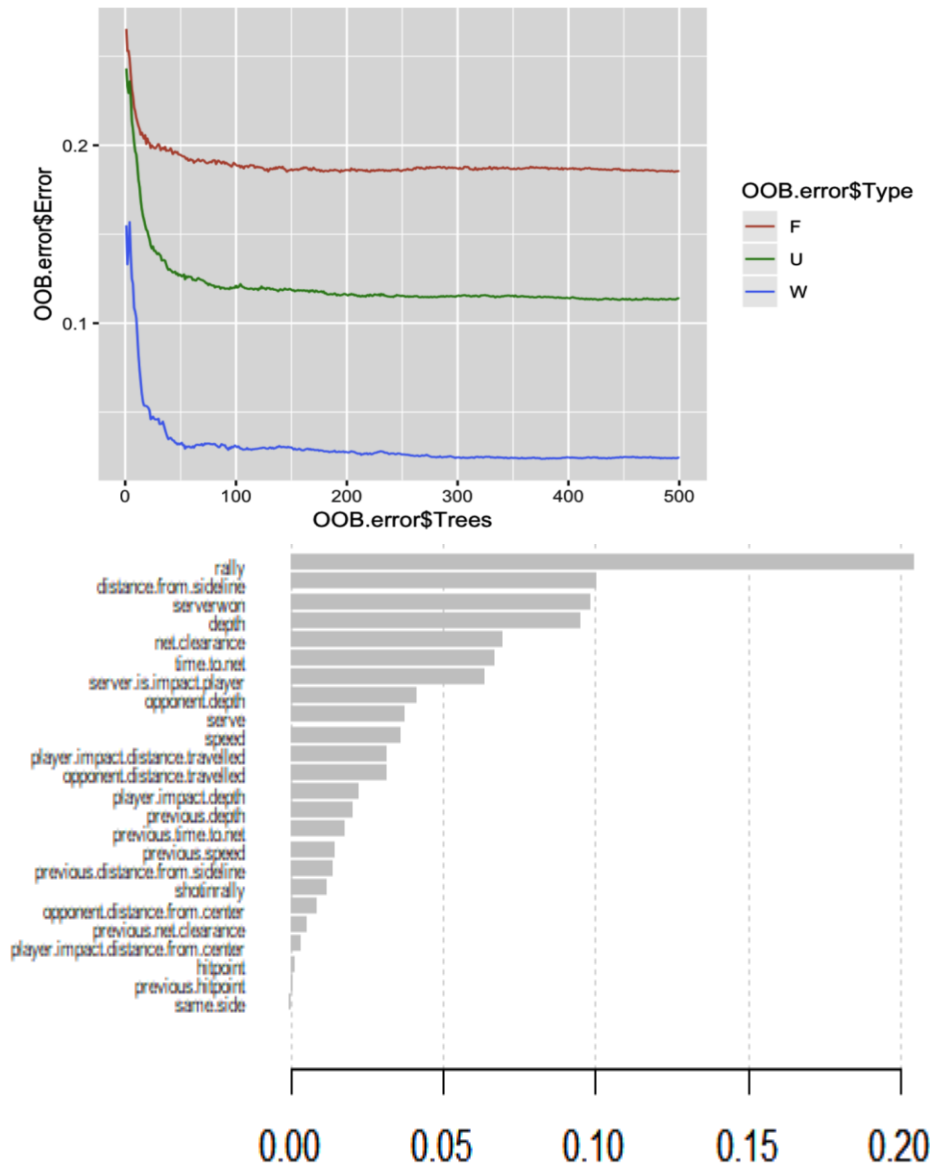 OOB.error$Error
0.2
0.1
0 100 200 300 400 500
OOB.error$Trees
OOB.error$Type
F
U
W
rally
distance.from.sideline
serverwon
depth
net.clearance
time.to.net
server.is.impact.player
opponent.depth
serve
speed
player.impact.distance.travelled
opponent.distance.travelled
player.impact.depth
previous.depth
previous.time.to.net
previous.speed
previous.distance.from.sideline
shotinrally
opponent.distance.from.center
previous.net.clearance
player.impact.distance.from.center
hitpoint
previous.hitpoint
same.side
0.00 0.05 0.10 0.15 0.20